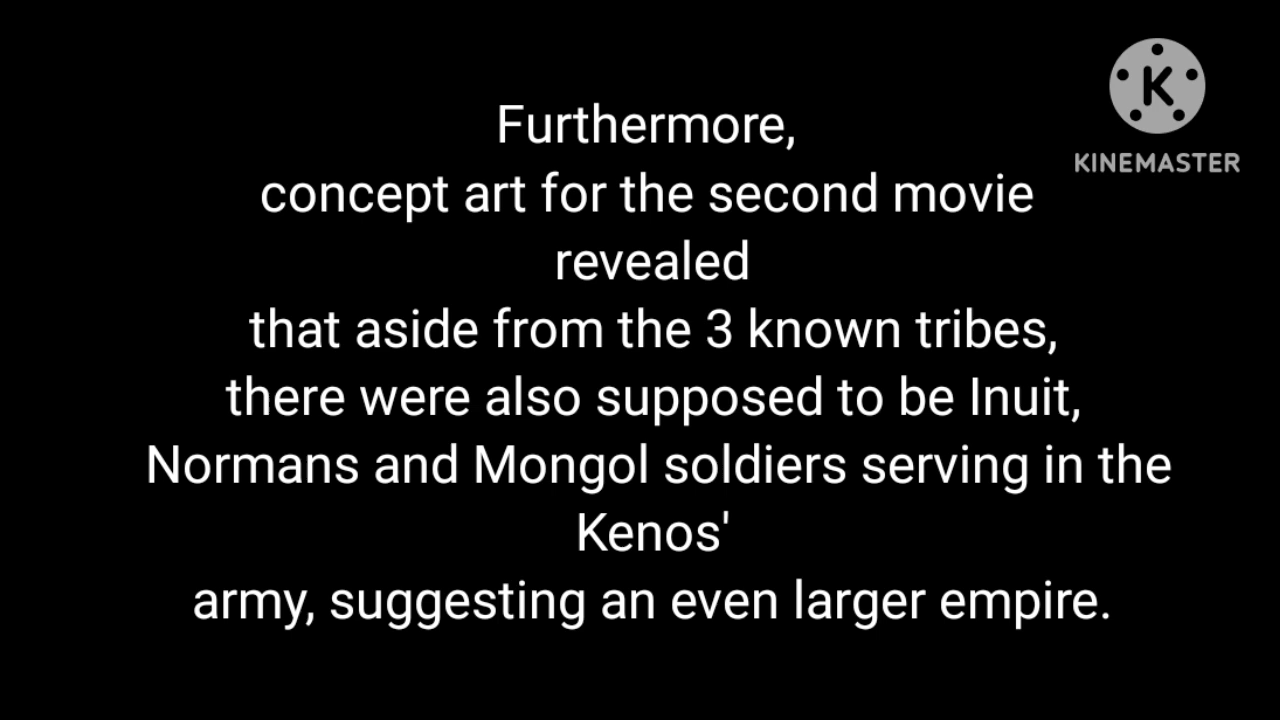 Furthermore,
concept art for the second movie
revealed
that aside from the 3 known tribes,
there were also supposed to be Inuit,
Normans and Mongol soldiers serving in the
Kenos'
army, suggesting an even larger empire.
K
KINEMASTER